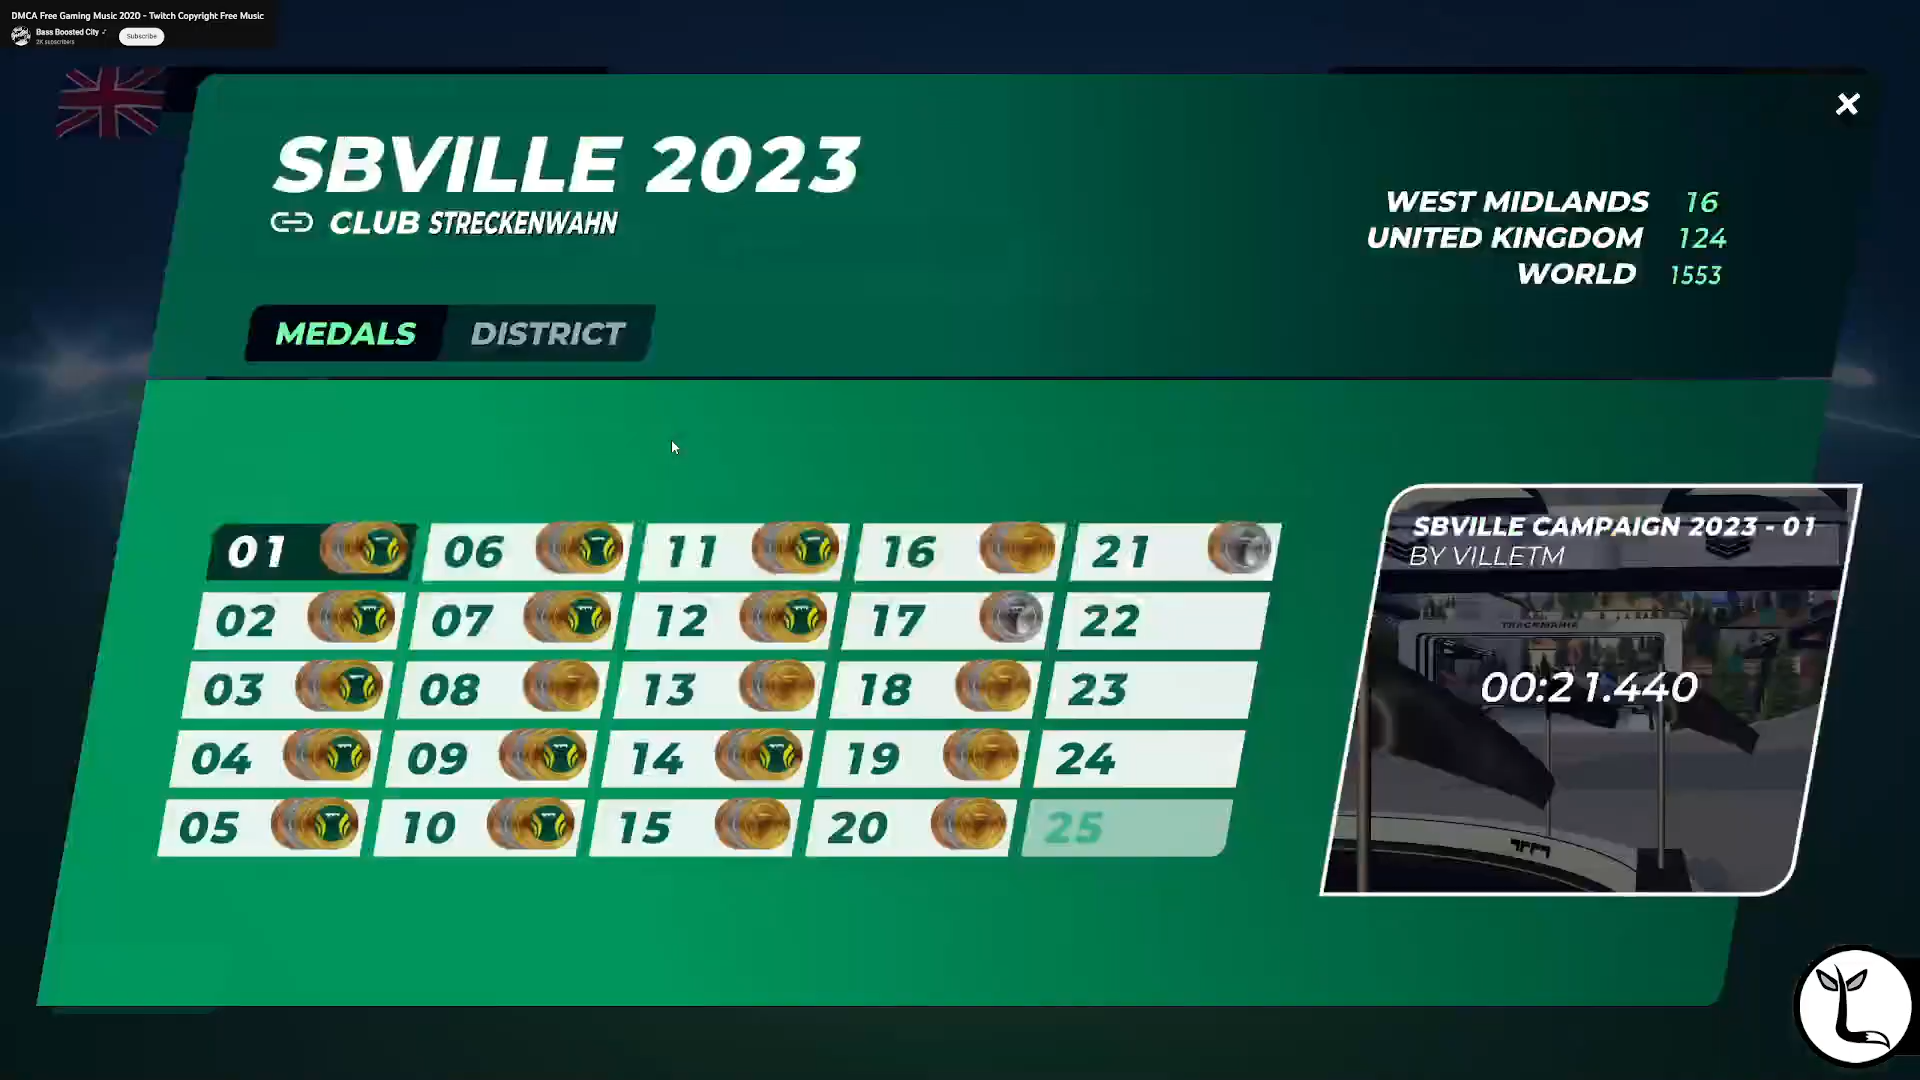 DMCA Free Gaming Music 2020 - Twitch Copyright Free Music
Bass Boosted City
2K subscribers
Subscribe
SBVILLE 2023
CLUB STRECKENWAHN
WEST MIDLANDS 16
UNITED KINGDOM 124
WORLD 1553
MEDALS DISTRICT
01 06 11 16 21
02 07 12 17 22
03 08 13 18 23
04 09 14 19 24
05 10 15 20 25
SBVILLE CAMPAIGN 2023 - 01
BY VILLETM
TRACKMANIA
00:21.440